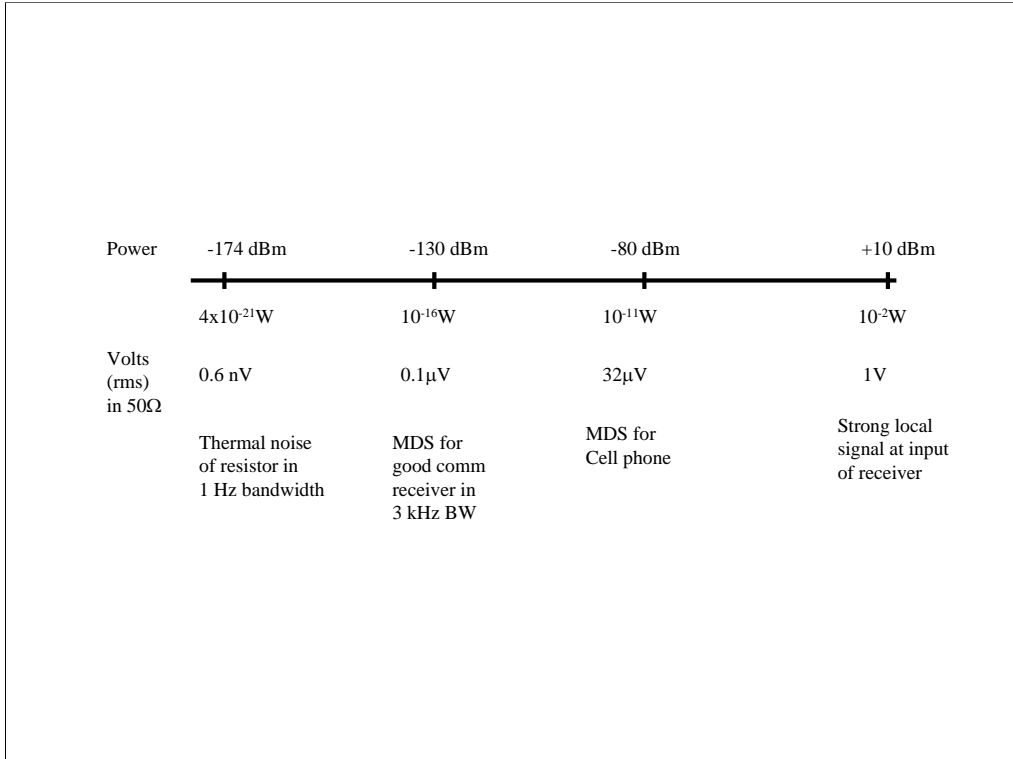 Power -174 dBm -130 dBm -80 dBm +10 dBm
4x10⁻²¹W 10⁻¹⁶W 10⁻¹¹W 10⁻²W
Volts
(rms)
in 50Ω
0.6 nV 0.1μV 32μV 1V
Thermal noise
of resistor in
1 Hz bandwidth
MDS for
good comm
receiver in
3 kHz BW
MDS for
Cell phone
Strong local
signal at input
of receiver